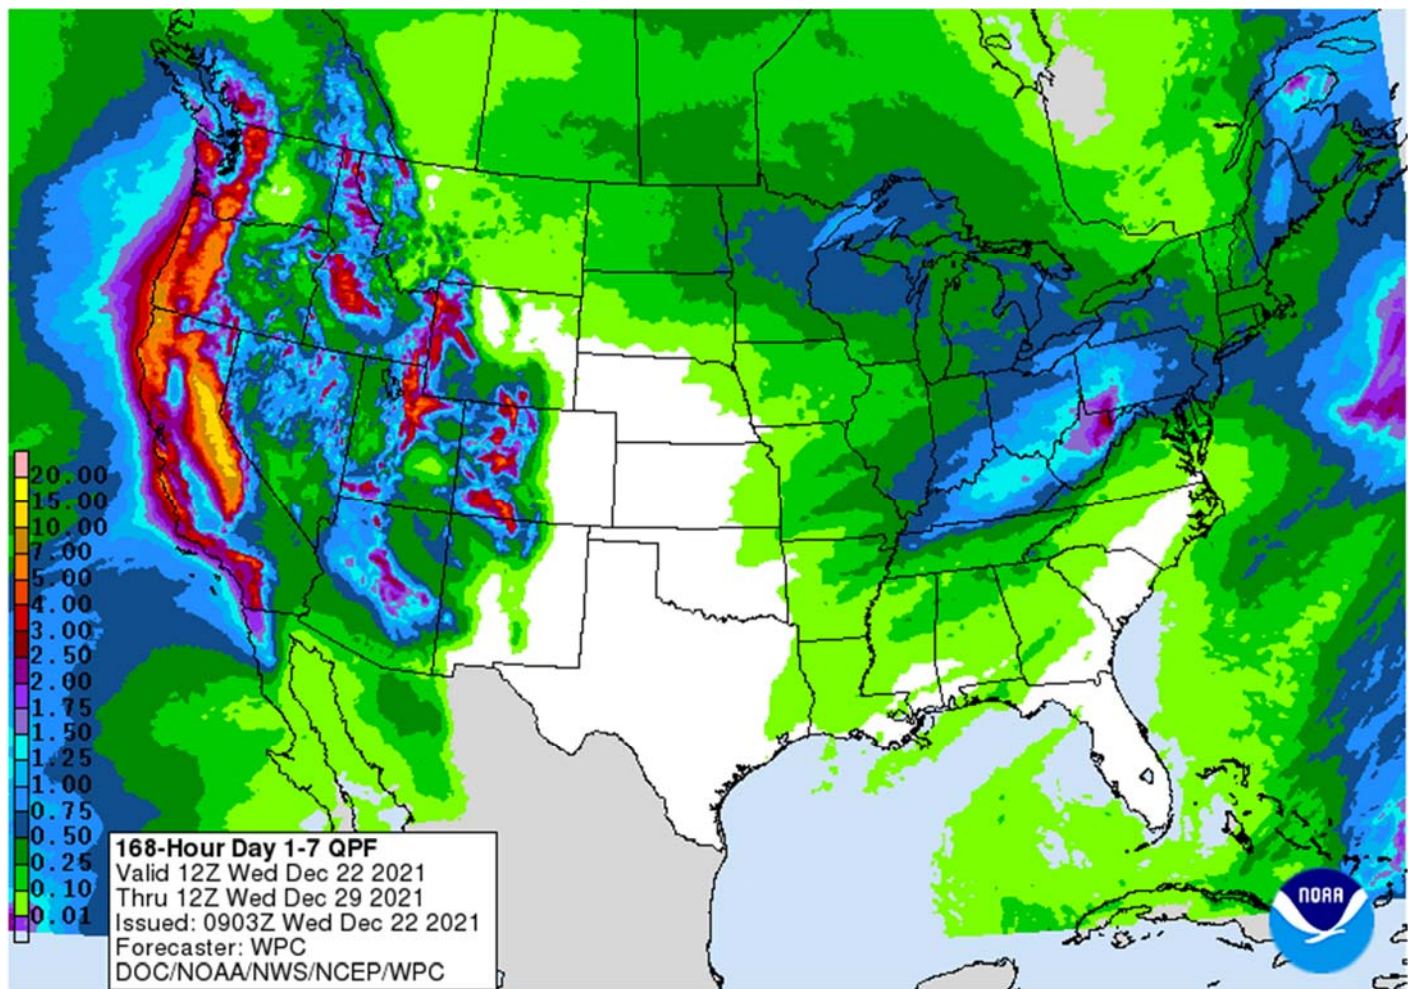 20.00
15.00
10.00
7.00
5.00
4.00
3.00
2.50
2.00
1.75
1.50
1.25
1.00
0.75
0.50
0.25
0.10
0.01
168-Hour Day 1-7 QPF
Valid 12Z Wed Dec 22 2021
Thru 12Z Wed Dec 29 2021
Issued: 0903Z Wed Dec 22 2021
Forecaster: WPC
DOC/NOAA/NWS/NCEP/WPC
NOAA